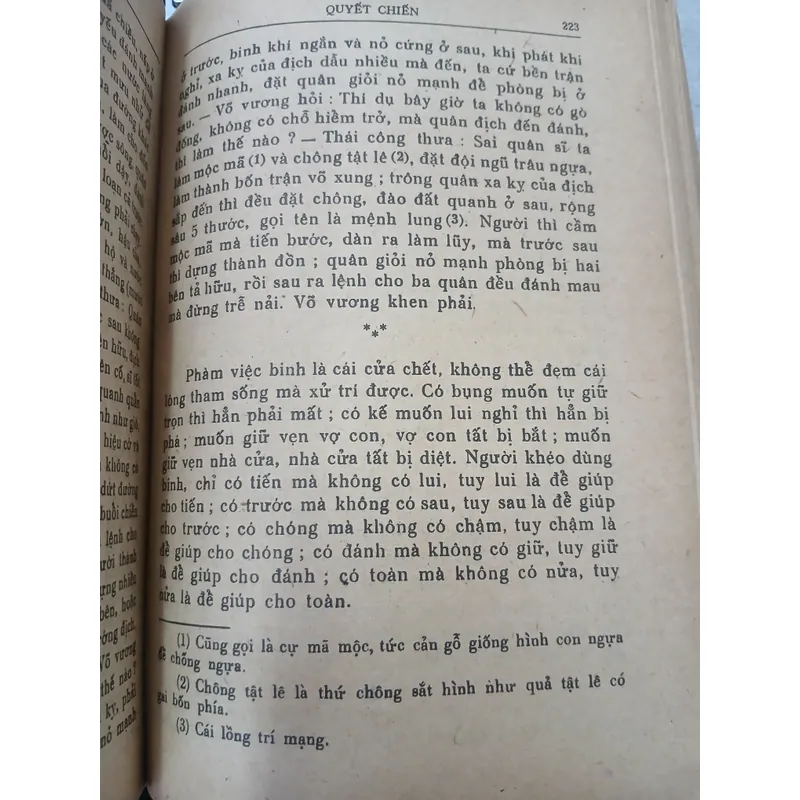 QUYẾT CHIẾN
223
ở trước, binh khí ngắn và nỏ cứng ở sau, khi phát khi
nghỉ, xa kỵ của địch dẫu nhiều mà đến, ta cứ bền trận
đánh nhanh, đặt quân giỏi nỏ mạnh để phòng bị ở
sau. — Võ vương hỏi : Thí dụ bây giờ ta không có gò
đống, không có chỗ hiểm trở, mà quân địch đến đánh,
thì làm thế nào ? — Thái công thưa : Sai quân sĩ ta
làm mộc mã (1) và chông tật lê (2), đặt đội ngũ trâu ngựa,
làm thành bốn trận võ xung ; trông quân xa kỵ của địch
sắp đến thì đều đặt chông, đào đất quanh ở sau, rộng
sâu 5 thước, gọi tên là mệnh lung (3). Người thì cầm
mộc mã mà tiến bước, dàn ra làm lũy, mà trước sau
thì dựng thành đồn ; quân giỏi nỏ mạnh phòng bị hai
bên tả hữu, rồi sau ra lệnh cho ba quân đều đánh mau
mà đừng trễ nải. Võ vương khen phải.
***
Phàm việc binh là cái cửa chết, không thể đem cái
lòng tham sống mà xử trí được. Có bụng muốn tự giữ
trọn thì hẳn phải mất ; có kế muốn lui nghỉ thì hẳn bị
phá ; muốn giữ vẹn vợ con, vợ con tất bị bắt ; muốn
giữ vẹn nhà cửa, nhà cửa tất bị diệt. Người khéo dùng
binh, chỉ có tiến mà không có lui, tuy lui là để giúp
cho tiến ; có trước mà không có sau, tuy sau là để giúp
cho trước ; có chóng mà không có chậm, tuy chậm là
để giúp cho chóng ; có đánh mà không có giữ, tuy giữ
là để giúp cho đánh ; có toàn mà không có nửa, tuy
nửa là để giúp cho toàn.
(1) Cũng gọi là cự mã mộc, tức cản gỗ giống hình con ngựa
để chống ngựa.
(2) Chông tật lê là thứ chông sắt hình như quả tật lê có
gai bốn phía.
(3) Cái lồng trí mạng.